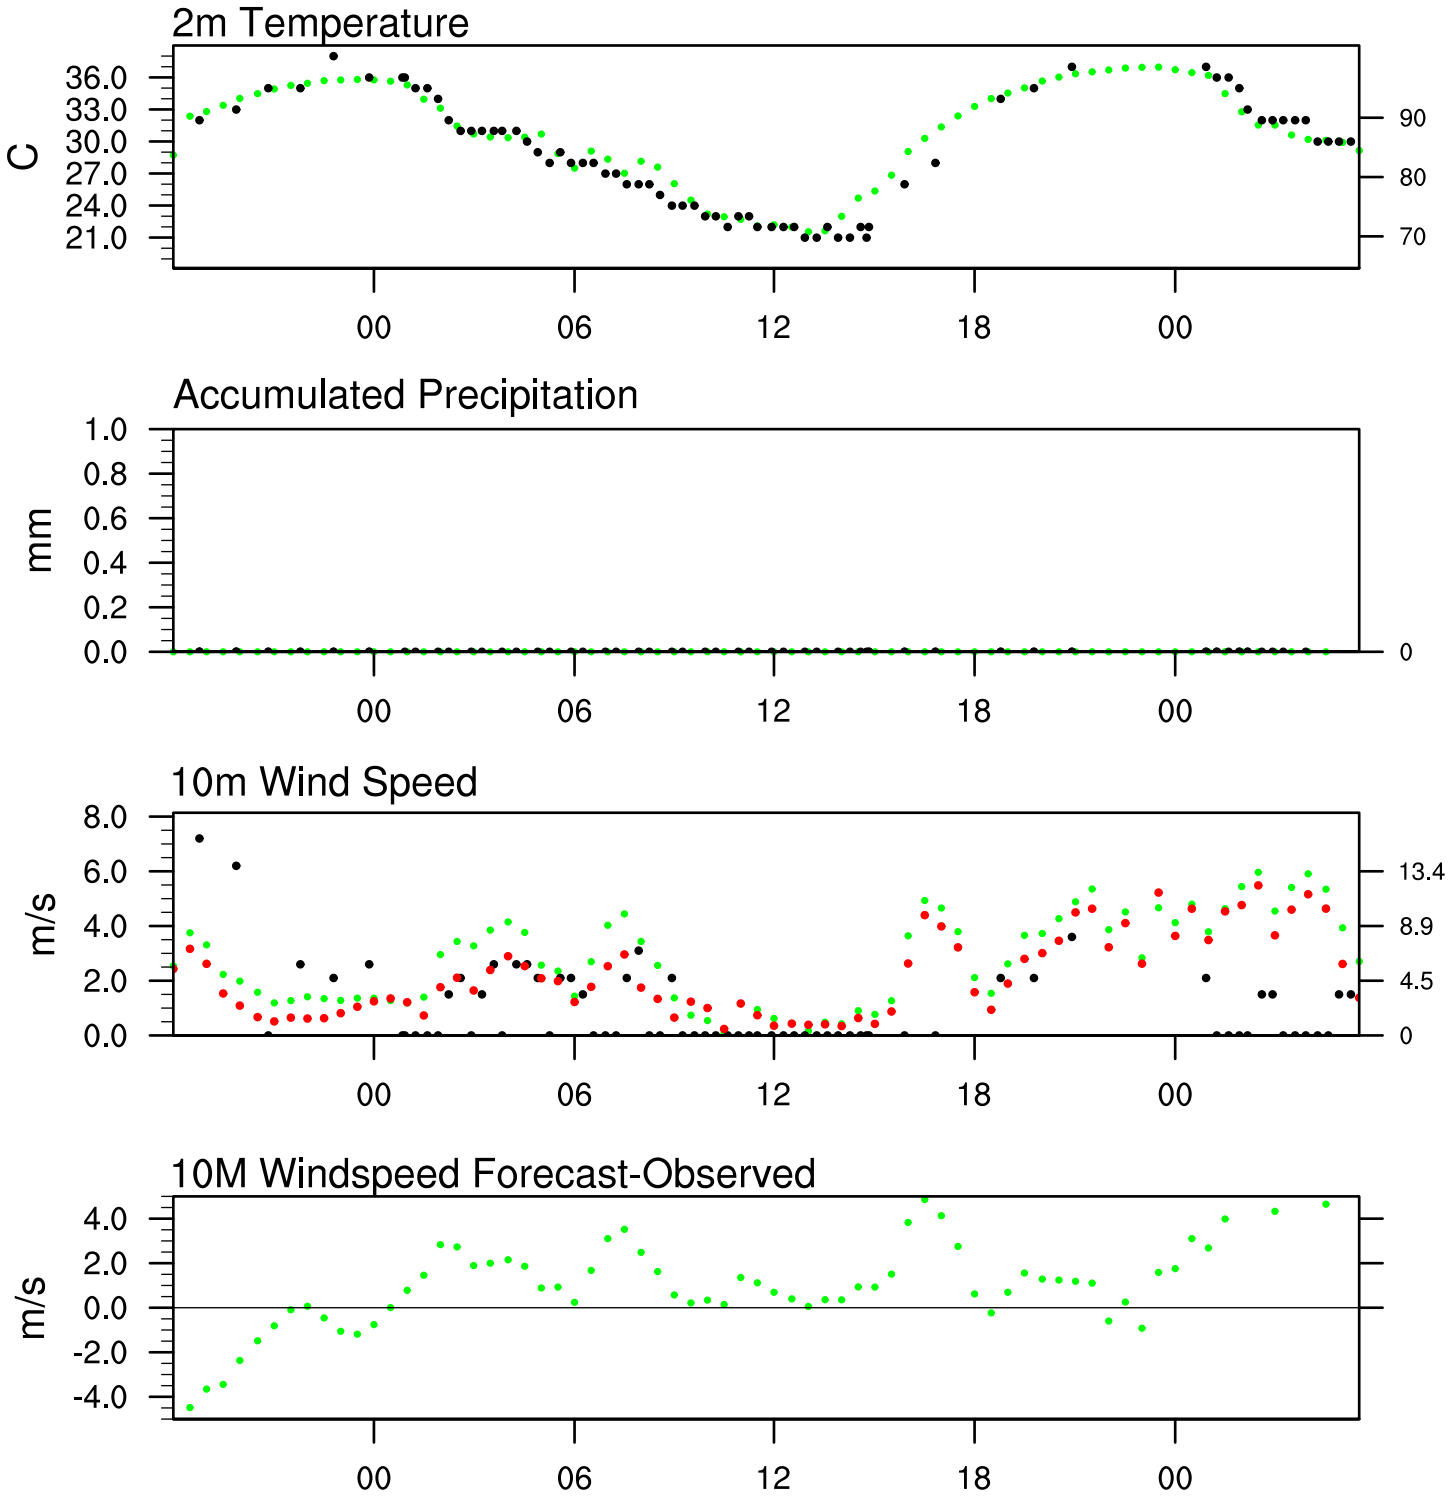 2m Temperature
C
36.0
33.0
30.0
27.0
24.0
21.0
90
80
70
00 06 12 18 00
Accumulated Precipitation
mm
1.0
0.8
0.6
0.4
0.2
0.0
0
00 06 12 18 00
10m Wind Speed
m/s
8.0
6.0
4.0
2.0
0.0
13.4
8.9
4.5
0
00 06 12 18 00
10M Windspeed Forecast-Observed
m/s
4.0
2.0
0.0
-2.0
-4.0
00 06 12 18 00